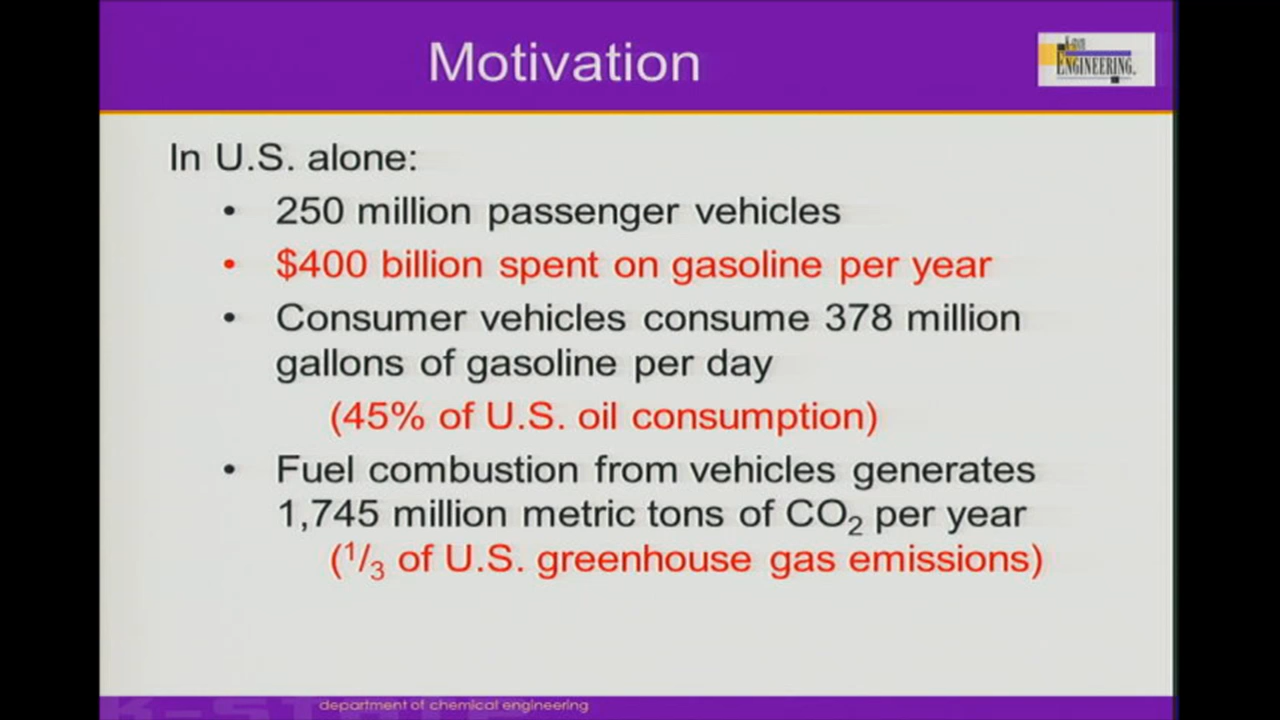 Motivation
ENGINEERING
In U.S. alone:
• 250 million passenger vehicles
• $400 billion spent on gasoline per year
• Consumer vehicles consume 378 million
gallons of gasoline per day
(45% of U.S. oil consumption)
• Fuel combustion from vehicles generates
1,745 million metric tons of CO₂ per year
(¹/₃ of U.S. greenhouse gas emissions)
department of chemical engineering